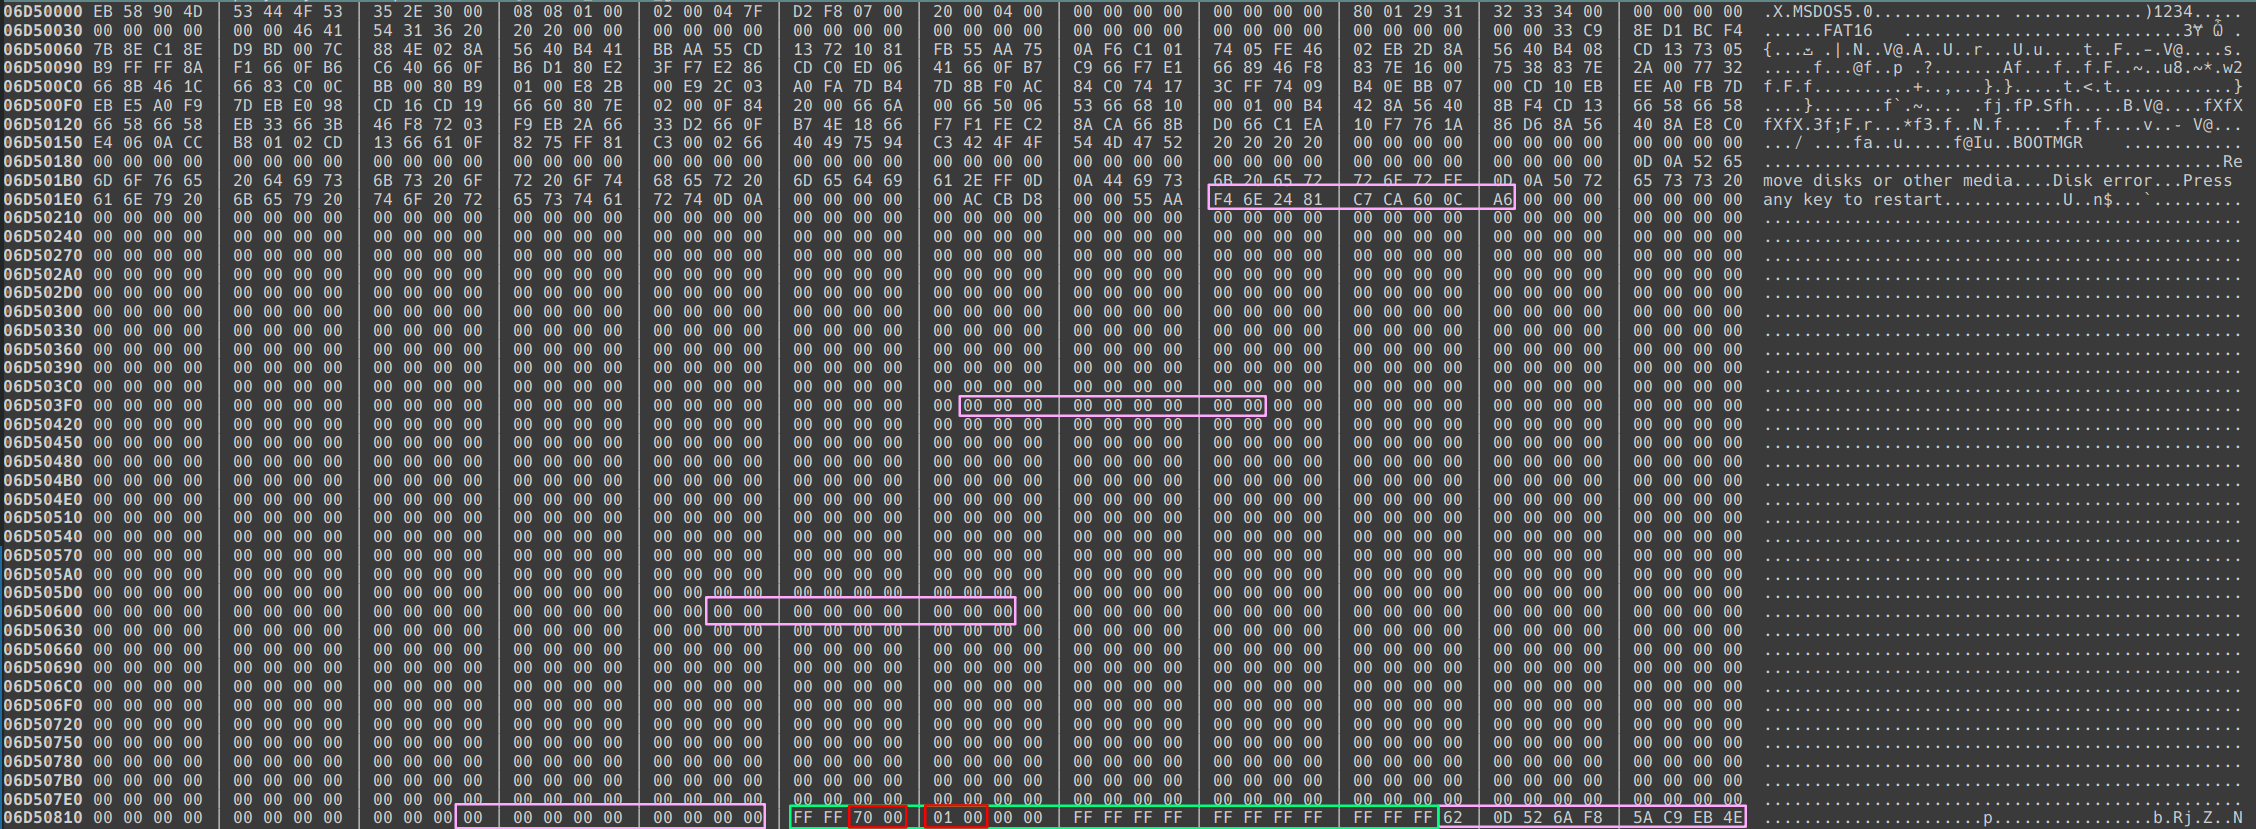 06D50000 EB 58 90 4D 53 44 4F 53 35 2E 30 00 08 08 01 00 02 00 04 7F D2 F8 07 00 20 00 04 00 00 00 00 00 00 00 00 00 80 01 29 31 32 33 34 00 00 00 00 00 .X.MSDOS5.0............ ..............)1234.....
06D50030 00 00 00 00 00 00 46 41 54 31 36 20 20 20 00 00 00 00 00 00 00 00 00 00 00 00 00 00 00 00 00 00 00 00 00 00 00 00 33 C9 8E D1 BC F4 ......FAT16
06D50060 7B 8E C1 8E D9 BD 00 7C 88 4E 02 8A 56 40 B4 41 BB AA 55 CD 13 72 10 81 FB 55 AA 75 0A F6 C1 01 74 05 FE 46 02 EB 2D 8A 56 40 B4 08 CD 13 73 05
06D50090 B9 FF FF 8A F1 66 0F B6 C6 40 66 0F B6 D1 80 E2 3F F7 E2 86 CD C0 ED 06 41 66 0F B7 C9 66 F7 E1 66 89 46 F8 83 7E 16 00 75 38 83 7E 2A 00 77 32
06D500C0 66 8B 46 1C 66 83 C0 0C BB 00 80 B9 01 00 E8 2B 00 E9 2C 03 A0 FA 7D B4 7D 8B F0 AC 84 C0 74 17 3C FF 74 09 B4 0E BB 07 00 CD 10 EB EE A0 FB 7D
06D500F0 EB E5 A0 F9 7D EB E0 98 CD 16 CD 19 66 60 80 7E 02 00 0F 84 20 00 66 6A 00 66 50 06 53 66 68 10 00 01 00 B4 42 8A 56 40 8B F4 CD 13 66 58 66 58
06D50120 66 58 66 58 EB 33 66 3B 46 F8 72 03 F9 EB 2A 66 33 D2 66 0F B7 4E 18 66 F7 F1 FE C2 8A CA 66 8B D0 66 C1 EA 10 F7 76 1A 86 D6 8A 56 40 8A E8 C0
06D50150 E4 06 0A CC B8 01 02 CD 13 66 61 0F 82 75 FF 81 C3 00 02 66 40 49 75 94 C3 42 4F 4F 54 4D 47 52 20 20 20 20 00 00 00 00 00 00 00 00 00 00 00 00 .../ ....fa..u.....f@Iu..BOOTMGR    ............
06D50180 00 00 00 00 00 00 00 00 00 00 00 00 00 00 00 00 00 00 00 00 00 00 00 00 00 00 00 00 00 00 00 00 00 00 00 00 00 00 00 00 00 00 00 00 0D 0A 52 65 ..............................................Re
06D501B0 6D 6F 76 65 20 64 69 73 6B 73 20 6F 72 20 6F 74 68 65 72 20 6D 65 64 69 61 2E FF 0D 0A 44 69 73 6B 20 65 72 72 6F 72 FF 0D 0A 50 72 65 73 73 20 move disks or other media....Disk error...Press
06D501E0 61 6E 79 20 6B 65 79 20 74 6F 20 72 65 73 74 61 72 74 0D 0A 00 00 00 00 00 AC CB D8 00 00 55 AA F4 6E 24 81 C7 CA 60 0C A6 00 00 00 00 00 00 00 any key to restart............U..n$...`.........
06D50210 00 00 00 00 00 00 00 00 00 00 00 00 00 00 00 00 00 00 00 00 00 00 00 00 00 00 00 00 00 00 00 00 00 00 00 00 00 00 00 00 00 00 00 00 00 00 00 00 ................................................
06D50240 00 00 00 00 00 00 00 00 00 00 00 00 00 00 00 00 00 00 00 00 00 00 00 00 00 00 00 00 00 00 00 00 00 00 00 00 00 00 00 00 00 00 00 00 00 00 00 00 ................................................
06D50270 00 00 00 00 00 00 00 00 00 00 00 00 00 00 00 00 00 00 00 00 00 00 00 00 00 00 00 00 00 00 00 00 00 00 00 00 00 00 00 00 00 00 00 00 00 00 00 00 ................................................
06D502A0 00 00 00 00 00 00 00 00 00 00 00 00 00 00 00 00 00 00 00 00 00 00 00 00 00 00 00 00 00 00 00 00 00 00 00 00 00 00 00 00 00 00 00 00 00 00 00 00 ................................................
06D502D0 00 00 00 00 00 00 00 00 00 00 00 00 00 00 00 00 00 00 00 00 00 00 00 00 00 00 00 00 00 00 00 00 00 00 00 00 00 00 00 00 00 00 00 00 00 00 00 00 ................................................
06D50300 00 00 00 00 00 00 00 00 00 00 00 00 00 00 00 00 00 00 00 00 00 00 00 00 00 00 00 00 00 00 00 00 00 00 00 00 00 00 00 00 00 00 00 00 00 00 00 00 ................................................
06D50330 00 00 00 00 00 00 00 00 00 00 00 00 00 00 00 00 00 00 00 00 00 00 00 00 00 00 00 00 00 00 00 00 00 00 00 00 00 00 00 00 00 00 00 00 00 00 00 00 ................................................
06D50360 00 00 00 00 00 00 00 00 00 00 00 00 00 00 00 00 00 00 00 00 00 00 00 00 00 00 00 00 00 00 00 00 00 00 00 00 00 00 00 00 00 00 00 00 00 00 00 00 ................................................
06D50390 00 00 00 00 00 00 00 00 00 00 00 00 00 00 00 00 00 00 00 00 00 00 00 00 00 00 00 00 00 00 00 00 00 00 00 00 00 00 00 00 00 00 00 00 00 00 00 00 ................................................
06D503C0 00 00 00 00 00 00 00 00 00 00 00 00 00 00 00 00 00 00 00 00 00 00 00 00 00 00 00 00 00 00 00 00 00 00 00 00 00 00 00 00 00 00 00 00 00 00 00 00 ................................................
06D503F0 00 00 00 00 00 00 00 00 00 00 00 00 00 00 00 00 00 00 00 00 00 00 00 00 00 00 00 00 00 00 00 00 00 00 00 00 00 00 00 00 00 00 00 00 00 00 00 00 ................................................
06D50420 00 00 00 00 00 00 00 00 00 00 00 00 00 00 00 00 00 00 00 00 00 00 00 00 00 00 00 00 00 00 00 00 00 00 00 00 00 00 00 00 00 00 00 00 00 00 00 00 ................................................
06D50450 00 00 00 00 00 00 00 00 00 00 00 00 00 00 00 00 00 00 00 00 00 00 00 00 00 00 00 00 00 00 00 00 00 00 00 00 00 00 00 00 00 00 00 00 00 00 00 00 ................................................
06D50480 00 00 00 00 00 00 00 00 00 00 00 00 00 00 00 00 00 00 00 00 00 00 00 00 00 00 00 00 00 00 00 00 00 00 00 00 00 00 00 00 00 00 00 00 00 00 00 00 ................................................
06D504B0 00 00 00 00 00 00 00 00 00 00 00 00 00 00 00 00 00 00 00 00 00 00 00 00 00 00 00 00 00 00 00 00 00 00 00 00 00 00 00 00 00 00 00 00 00 00 00 00 ................................................
06D504E0 00 00 00 00 00 00 00 00 00 00 00 00 00 00 00 00 00 00 00 00 00 00 00 00 00 00 00 00 00 00 00 00 00 00 00 00 00 00 00 00 00 00 00 00 00 00 00 00 ................................................
06D50510 00 00 00 00 00 00 00 00 00 00 00 00 00 00 00 00 00 00 00 00 00 00 00 00 00 00 00 00 00 00 00 00 00 00 00 00 00 00 00 00 00 00 00 00 00 00 00 00 ................................................
06D50540 00 00 00 00 00 00 00 00 00 00 00 00 00 00 00 00 00 00 00 00 00 00 00 00 00 00 00 00 00 00 00 00 00 00 00 00 00 00 00 00 00 00 00 00 00 00 00 00 ................................................
06D50570 00 00 00 00 00 00 00 00 00 00 00 00 00 00 00 00 00 00 00 00 00 00 00 00 00 00 00 00 00 00 00 00 00 00 00 00 00 00 00 00 00 00 00 00 00 00 00 00 ................................................
06D505A0 00 00 00 00 00 00 00 00 00 00 00 00 00 00 00 00 00 00 00 00 00 00 00 00 00 00 00 00 00 00 00 00 00 00 00 00 00 00 00 00 00 00 00 00 00 00 00 00 ................................................
06D505D0 00 00 00 00 00 00 00 00 00 00 00 00 00 00 00 00 00 00 00 00 00 00 00 00 00 00 00 00 00 00 00 00 00 00 00 00 00 00 00 00 00 00 00 00 00 00 00 00 ................................................
06D50600 00 00 00 00 00 00 00 00 00 00 00 00 00 00 00 00 00 00 00 00 00 00 00 00 00 00 00 00 00 00 00 00 00 00 00 00 00 00 00 00 00 00 00 00 00 00 00 00 ................................................
06D50630 00 00 00 00 00 00 00 00 00 00 00 00 00 00 00 00 00 00 00 00 00 00 00 00 00 00 00 00 00 00 00 00 00 00 00 00 00 00 00 00 00 00 00 00 00 00 00 00 ................................................
06D50660 00 00 00 00 00 00 00 00 00 00 00 00 00 00 00 00 00 00 00 00 00 00 00 00 00 00 00 00 00 00 00 00 00 00 00 00 00 00 00 00 00 00 00 00 00 00 00 00 ................................................
06D50690 00 00 00 00 00 00 00 00 00 00 00 00 00 00 00 00 00 00 00 00 00 00 00 00 00 00 00 00 00 00 00 00 00 00 00 00 00 00 00 00 00 00 00 00 00 00 00 00 ................................................
06D506C0 00 00 00 00 00 00 00 00 00 00 00 00 00 00 00 00 00 00 00 00 00 00 00 00 00 00 00 00 00 00 00 00 00 00 00 00 00 00 00 00 00 00 00 00 00 00 00 00 ................................................
06D506F0 00 00 00 00 00 00 00 00 00 00 00 00 00 00 00 00 00 00 00 00 00 00 00 00 00 00 00 00 00 00 00 00 00 00 00 00 00 00 00 00 00 00 00 00 00 00 00 00 ................................................
06D50720 00 00 00 00 00 00 00 00 00 00 00 00 00 00 00 00 00 00 00 00 00 00 00 00 00 00 00 00 00 00 00 00 00 00 00 00 00 00 00 00 00 00 00 00 00 00 00 00 ................................................
06D50750 00 00 00 00 00 00 00 00 00 00 00 00 00 00 00 00 00 00 00 00 00 00 00 00 00 00 00 00 00 00 00 00 00 00 00 00 00 00 00 00 00 00 00 00 00 00 00 00 ................................................
06D50780 00 00 00 00 00 00 00 00 00 00 00 00 00 00 00 00 00 00 00 00 00 00 00 00 00 00 00 00 00 00 00 00 00 00 00 00 00 00 00 00 00 00 00 00 00 00 00 00 ................................................
06D507B0 00 00 00 00 00 00 00 00 00 00 00 00 00 00 00 00 00 00 00 00 00 00 00 00 00 00 00 00 00 00 00 00 00 00 00 00 00 00 00 00 00 00 00 00 00 00 00 00 ................................................
06D507E0 00 00 00 00 00 00 00 00 00 00 00 00 00 00 00 00 00 00 00 00 00 00 00 00 00 00 00 00 00 00 00 00 00 00 00 00 00 00 00 00 00 00 00 00 00 00 00 00 ................................................
06D50810 00 00 00 00 00 00 00 00 00 00 00 00 00 00 00 00 00 00 00 00 FF FF 70 00 01 00 00 00 FF FF FF FF FF FF FF FF FF FF FF 62 0D 52 6A F8 5A C9 EB 4E ......................p................b.Rj.Z..N